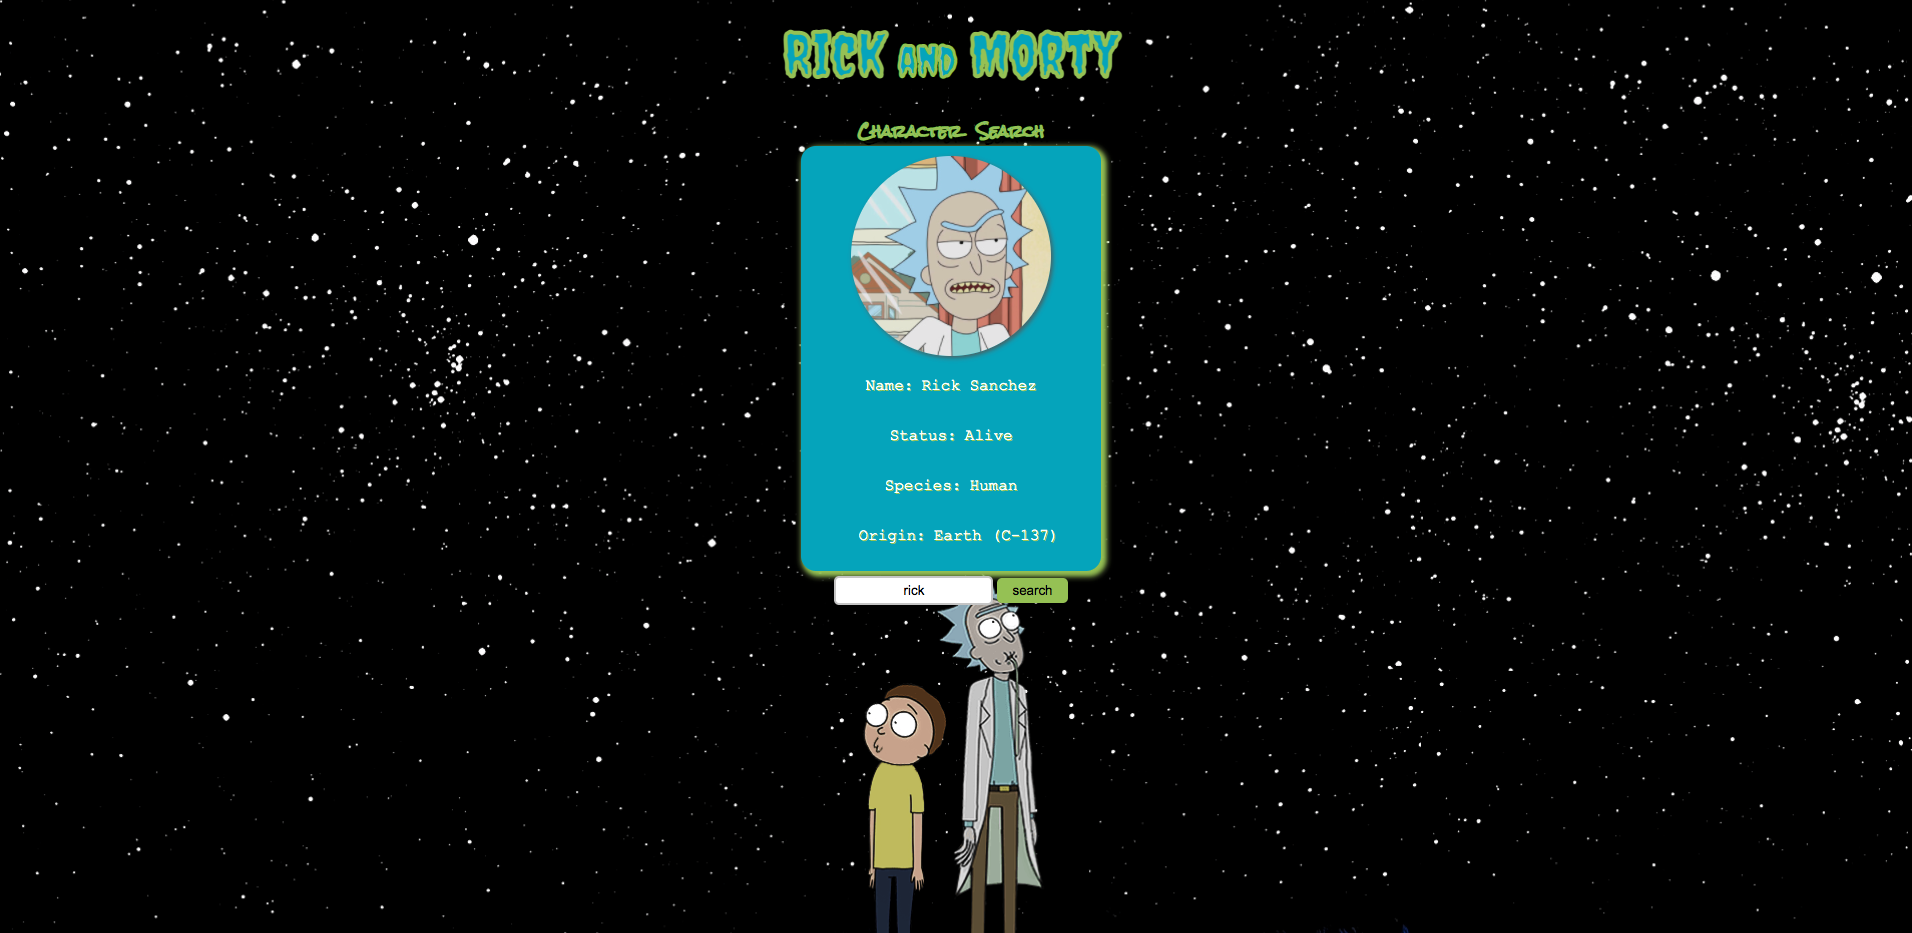 RICK AND MORTY
Character Search
Name: Rick Sanchez
Status: Alive
Species: Human
Origin: Earth (C-137)
rick search